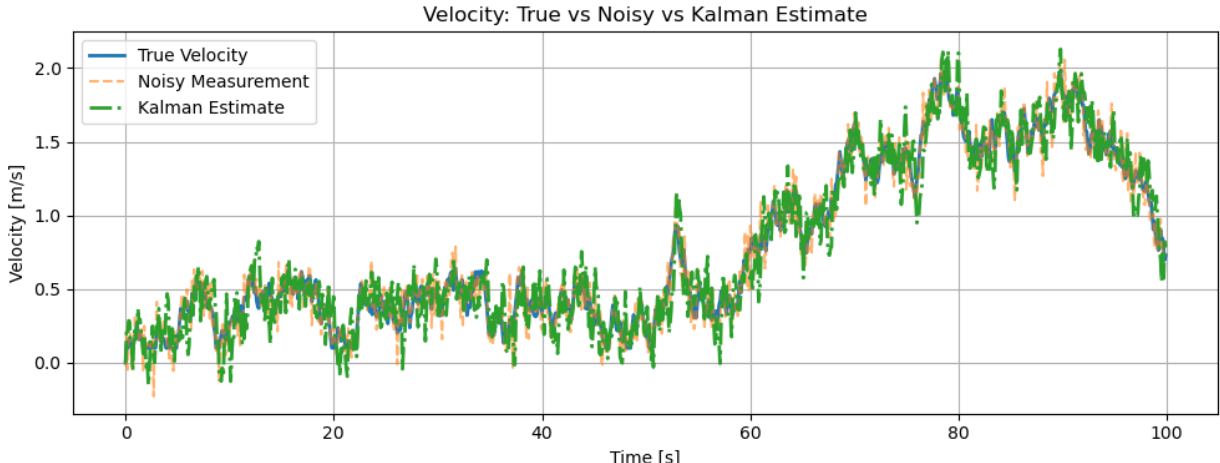 Velocity: True vs Noisy vs Kalman Estimate
True Velocity
Noisy Measurement
Kalman Estimate
Velocity [m/s]
2.0
1.5
1.0
0.5
0.0
0 20 40 60 80 100
Time [s]